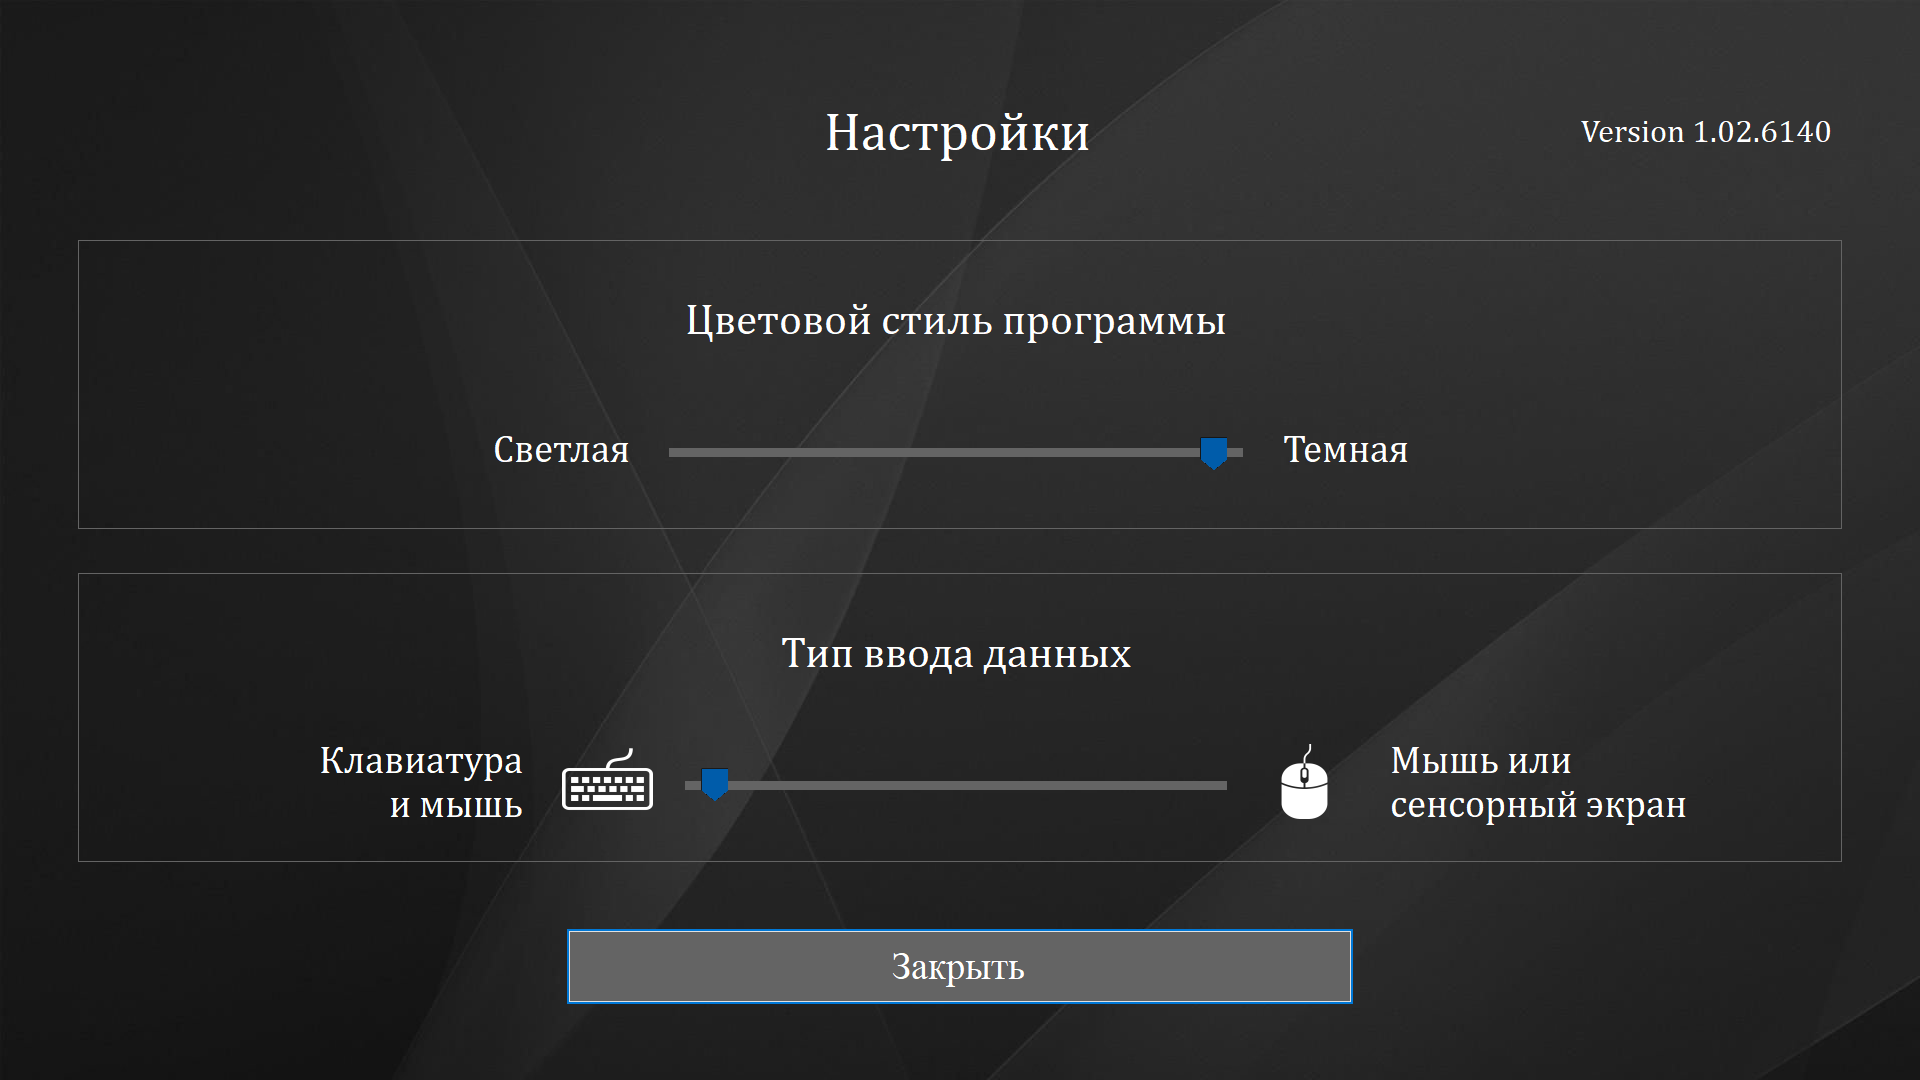 Настройки
Version 1.02.6140
Цветовой стиль программы
Светлая
Темная
Тип ввода данных
Клавиатура
и мышь
Мышь или
сенсорный экран
Закрыть